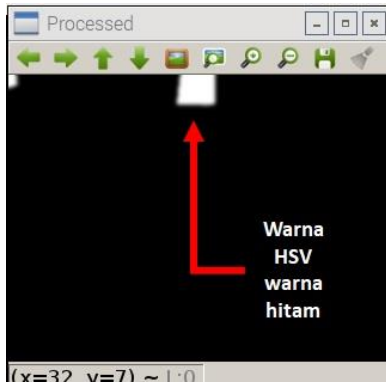 Processed
Warna
HSV
warna
hitam
(x=32, y=7) ~ L:0